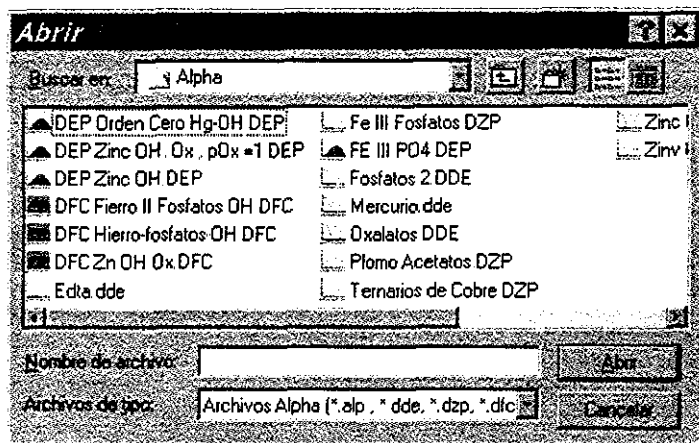 Abrir
Buscar en: Alpha
DEP Orden Cero Hg-OH DEP
DEP Zinc OH, Ox , pOx =1 DEP
DEP Zinc OH.DEP
DFC Fierro II Fosfatos OH DFC
DFC Hierro-fosfatos OH DFC
DFC Zn OH Ox.DFC
Edta.dde
Fe III Fosfatos DZP
FE III PO4 DEP
Fosfatos 2.DDE
Mercurio.dde
Oxalatos DDE
Plomo Acetatos DZP
Ternarios de Cobre DZP
Zinc
Zinv
Nombre de archivo:
Abrir
Archivos de tipo: Archivos Alpha (*.alp , * dde, *.dzp, *.dfc
Cancelar